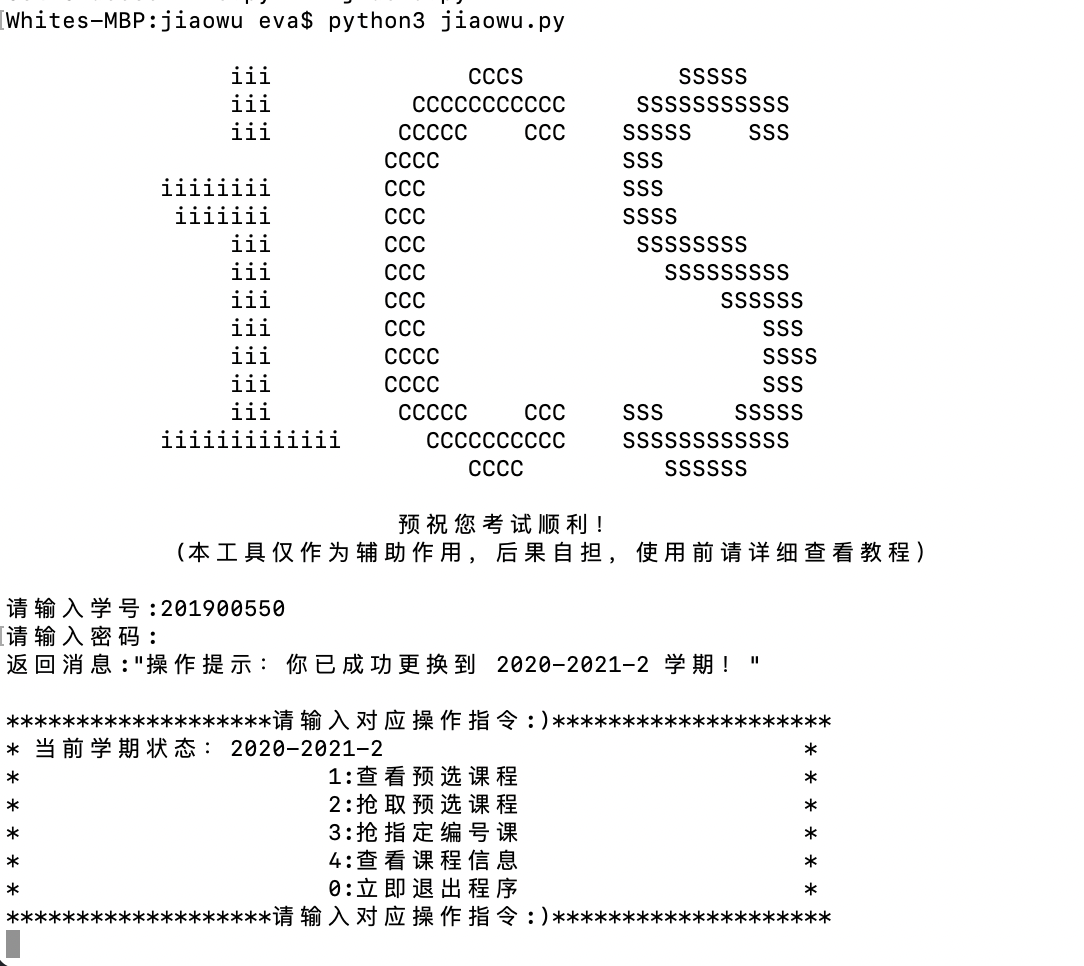 Whites-MBP:jiaowu eva$ python3 jiaowu.py
iii CCCS SSSSS
iii CCCCCCCCCCC SSSSSSSSSSS
iii CCCCC CCC SSSSS SSS
CCCC SSS
iiiiiiii CCC SSS
iiiiiii CCC SSSS
iii CCC SSSSSSSS
iii CCC SSSSSSSSS
iii CCC SSSSSS
iii CCC SSS
iii CCCC SSSS
iii CCCC SSS
iii CCCCC CCC SSS SSSSS
iiiiiiiiiiiii CCCCCCCCCC SSSSSSSSSSSS
CCCC SSSSSS
预祝您考试顺利！
（本工具仅作为辅助作用，后果自担，使用前请详细查看教程）
请输入学号:201900550
请输入密码:
返回消息:"操作提示：你已成功更换到 2020-2021-2 学期！"
*******************请输入对应操作指令:)********************
* 当前学期状态：2020-2021-2 *
* 1:查看预选课程 *
* 2:抢取预选课程 *
* 3:抢指定编号课 *
* 4:查看课程信息 *
* 0:立即退出程序 *
*******************请输入对应操作指令:)********************